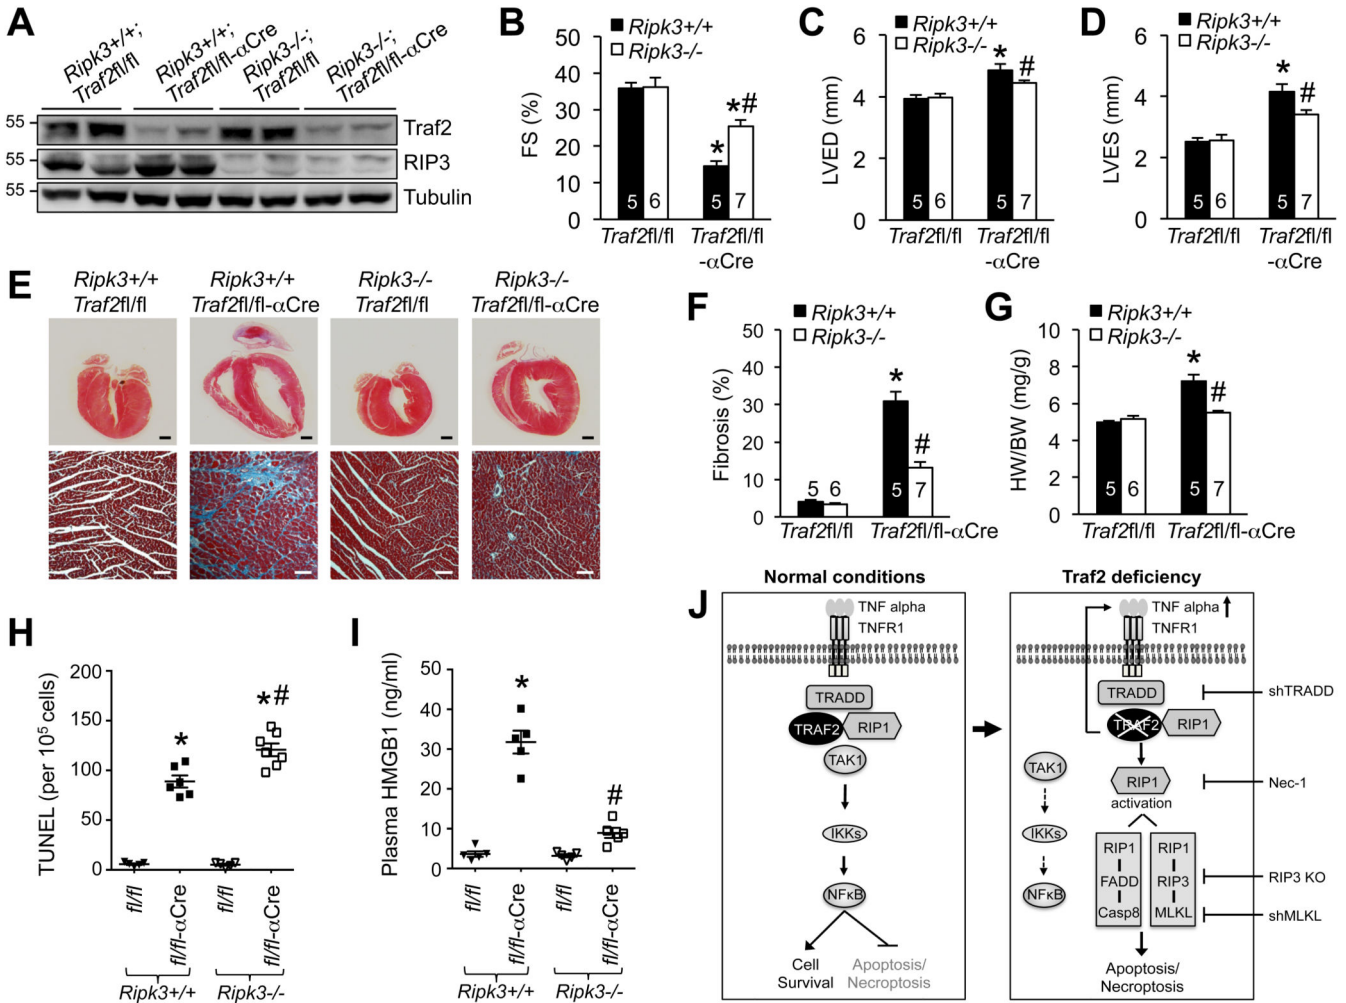 A
Ripk3+/+;
Traf2fl/fl
Ripk3+/+;
Traf2fl/fl-αCre
Ripk3-/-;
Traf2fl/fl
Ripk3-/-;
Traf2fl/fl-αCre
55
Traf2
55
RIP3
55
Tubulin
B
Ripk3+/+
Ripk3-/-
FS (%)
50
40
30
20
10
0
*
*#
5
6
5
7
Traf2fl/fl
Traf2fl/fl
-αCre
C
Ripk3+/+
Ripk3-/-
LVED (mm)
6
4
2
0
*
#
5
6
5
7
Traf2fl/fl
Traf2fl/fl
-αCre
D
Ripk3+/+
Ripk3-/-
LVES (mm)
6
4
2
0
*
#
5
6
5
7
Traf2fl/fl
Traf2fl/fl
-αCre
E
Ripk3+/+
Traf2fl/fl
Ripk3+/+
Traf2fl/fl-αCre
Ripk3-/-
Traf2fl/fl
Ripk3-/-
Traf2fl/fl-αCre
F
Ripk3+/+
Ripk3-/-
Fibrosis (%)
50
40
30
20
10
0
*
#
5
6
5
7
Traf2fl/fl
Traf2fl/fl-αCre
G
Ripk3+/+
Ripk3-/-
HW/BW (mg/g)
10
8
6
4
2
0
*
#
5
6
5
7
Traf2fl/fl
Traf2fl/fl-αCre
H
TUNEL (per 10⁵ cells)
200
150
100
50
0
*
*#
fl/fl
fl/fl-αCre
fl/fl
fl/fl-αCre
Ripk3+/+
Ripk3-/-
I
Plasma HMGB1 (ng/ml)
50
40
30
20
10
0
*
#
fl/fl
fl/fl-αCre
fl/fl
fl/fl-αCre
Ripk3+/+
Ripk3-/-
J
Normal conditions
TNF alpha
TNFR1
TRADD
TRAF2
RIP1
TAK1
IKKs
NFκB
Cell
Survival
Apoptosis/
Necroptosis
Traf2 deficiency
TNF alpha
TNFR1
TRADD
shTRADD
TRAF2
RIP1
TAK1
RIP1
activation
Nec-1
IKKs
NFκB
RIP1
FADD
Casp8
RIP1
RIP3
MLKL
RIP3 KO
shMLKL
Apoptosis/
Necroptosis